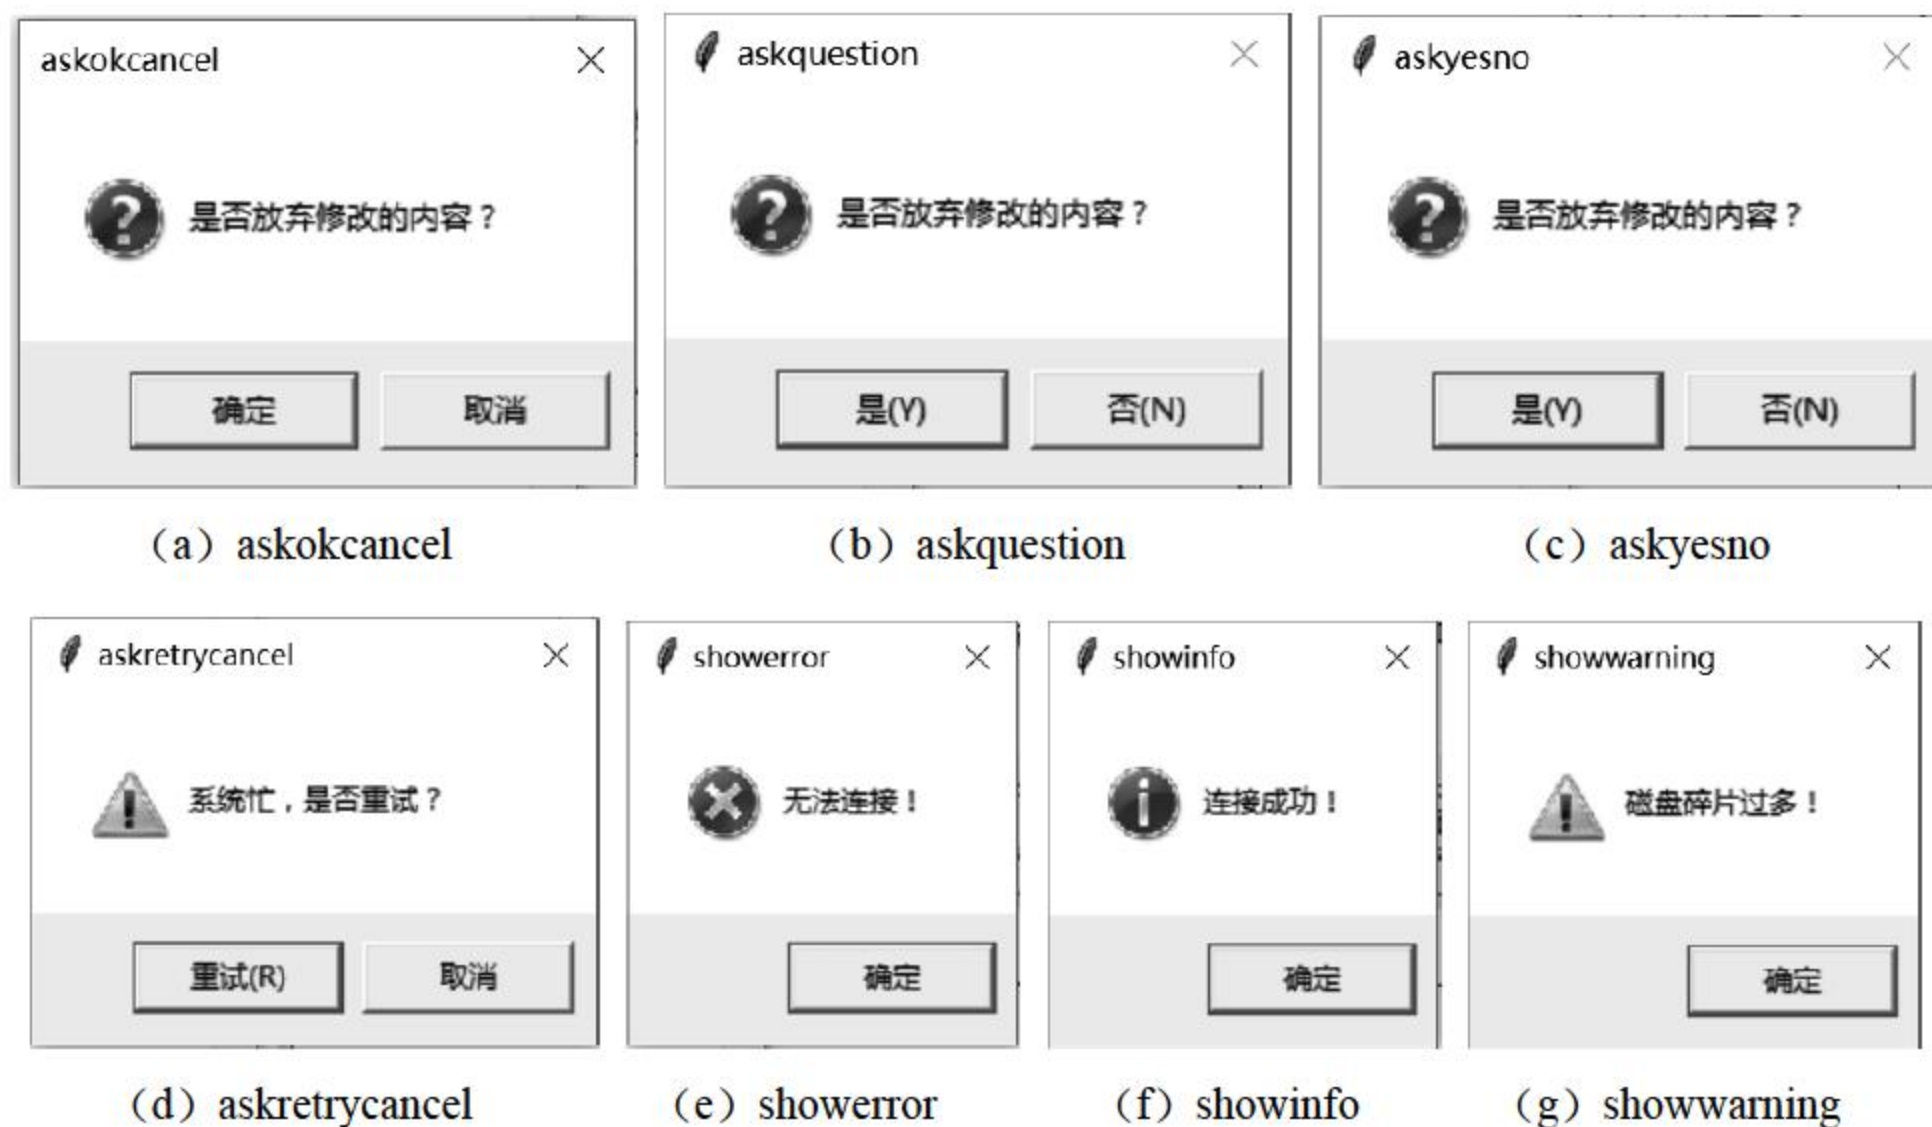 askokcancel
askquestion
askyesno
是否放弃修改的内容？
是否放弃修改的内容？
是否放弃修改的内容？
确定
取消
是(Y)
否(N)
是(Y)
否(N)
（a）askokcancel
（b）askquestion
（c）askyesno
askretrycancel
showerror
showinfo
showwarning
系统忙，是否重试？
无法连接！
连接成功！
磁盘碎片过多！
重试(R)
取消
确定
确定
确定
（d）askretrycancel
（e）showerror
（f）showinfo
（g）showwarning